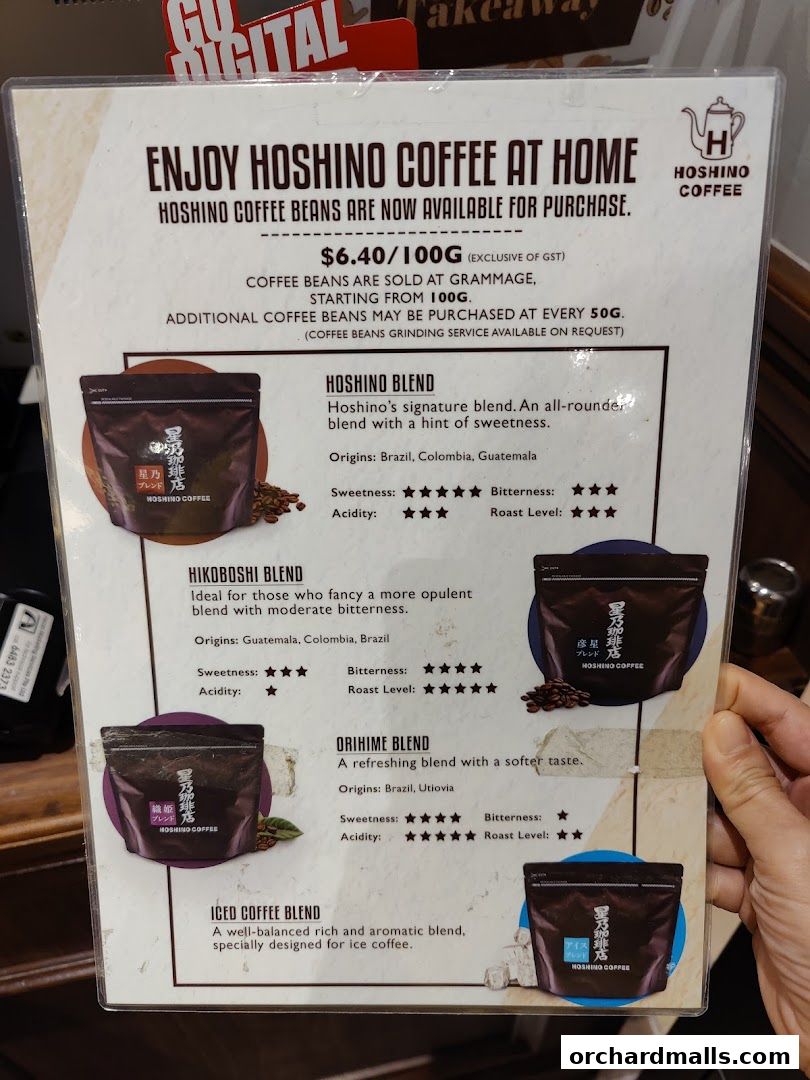 GO
DIGITAL
Takeaway
H
HOSHINO
COFFEE
ENJOY HOSHINO COFFEE AT HOME
HOSHINO COFFEE BEANS ARE NOW AVAILABLE FOR PURCHASE.
$6.40/100G (EXCLUSIVE OF GST)
COFFEE BEANS ARE SOLD AT GRAMMAGE,
STARTING FROM 100G.
ADDITIONAL COFFEE BEANS MAY BE PURCHASED AT EVERY 50G.
(COFFEE BEANS GRINDING SERVICE AVAILABLE ON REQUEST)
星乃珈琲店
星乃
ブレンド
HOSHINO COFFEE
HOSHINO BLEND
Hoshino's signature blend. An all-rounder
blend with a hint of sweetness.
Origins: Brazil, Colombia, Guatemala
Sweetness: ★★★★★ Bitterness: ★★★
Acidity: ★★★ Roast Level: ★★★
HIKOBOSHI BLEND
Ideal for those who fancy a more opulent
blend with moderate bitterness.
Origins: Guatemala, Colombia, Brazil
Sweetness: ★★★ Bitterness: ★★★★
Acidity: ★ Roast Level: ★★★★★
星乃珈琲店
彦星
ブレンド
HOSHINO COFFEE
6483 2373
星乃珈琲店
織姫
ブレンド
HOSHINO COFFEE
ORIHIME BLEND
A refreshing blend with a softer taste.
Origins: Brazil, Utiovia
Sweetness: ★★★★ Bitterness: ★
Acidity: ★★★★★ Roast Level: ★★
ICED COFFEE BLEND
A well-balanced rich and aromatic blend,
specially designed for ice coffee.
星乃珈琲店
アイス
ブレンド
HOSHINO COFFEE
orchardmalls.com